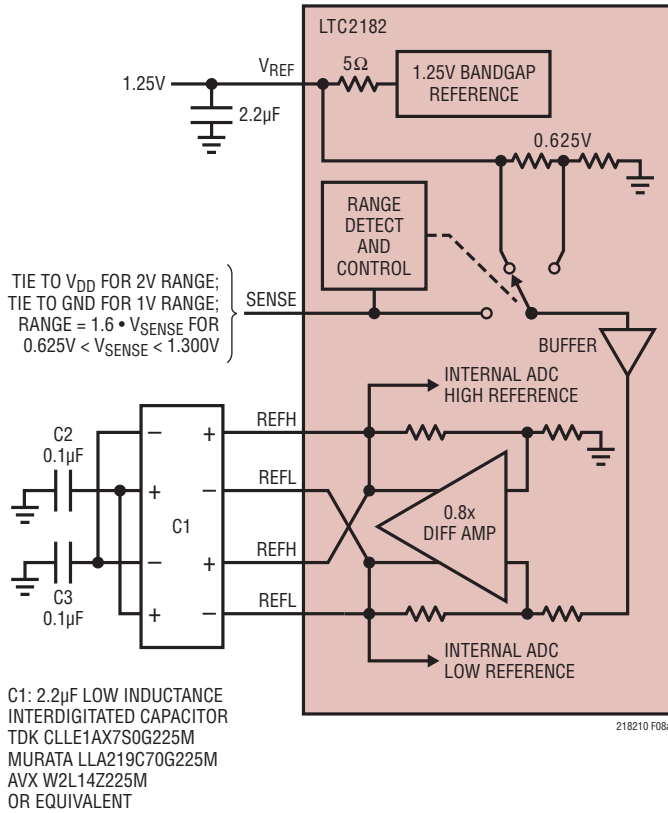 LTC2182
VREF
5Ω
1.25V BANDGAP
REFERENCE
1.25V
2.2µF
0.625V
RANGE
DETECT
AND
CONTROL
TIE TO VDD FOR 2V RANGE;
TIE TO GND FOR 1V RANGE;
RANGE = 1.6 • VSENSE FOR
0.625V < VSENSE < 1.300V
SENSE
BUFFER
INTERNAL ADC
HIGH REFERENCE
C2
0.1µF
– +
REFH
+ –
REFL
C1
0.8x
DIFF AMP
– +
REFH
C3
0.1µF
+ –
REFL
INTERNAL ADC
LOW REFERENCE
C1: 2.2µF LOW INDUCTANCE
INTERDIGITATED CAPACITOR
TDK CLLE1AX7S0G225M
MURATA LLA219C70G225M
AVX W2L14Z225M
OR EQUIVALENT
218210 F08a